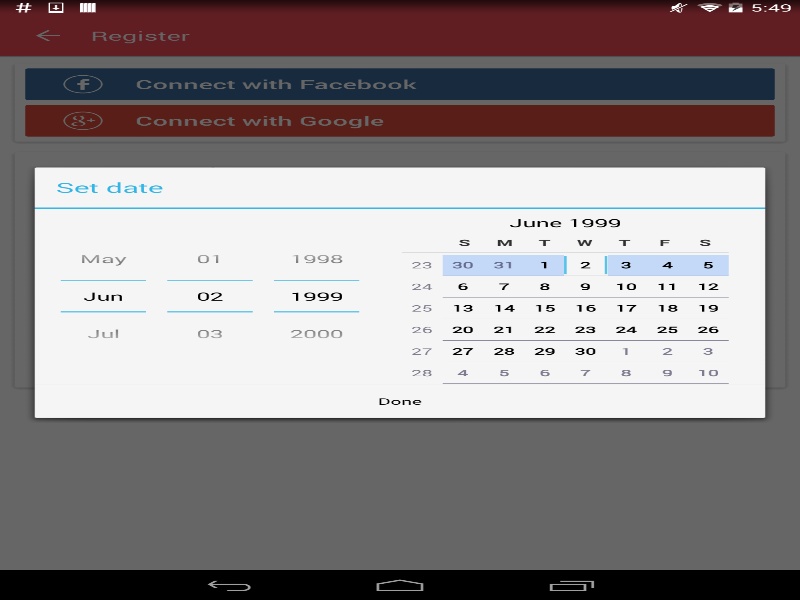 # 5:49
Register
f Connect with Facebook
g+ Connect with Google
Set date
June 1999
S M T W T F S
May 01 1998
23 30 31 1 2 3 4 5
24 6 7 8 9 10 11 12
Jun 02 1999
25 13 14 15 16 17 18 19
26 20 21 22 23 24 25 26
Jul 03 2000
27 27 28 29 30 1 2 3
28 4 5 6 7 8 9 10
Done